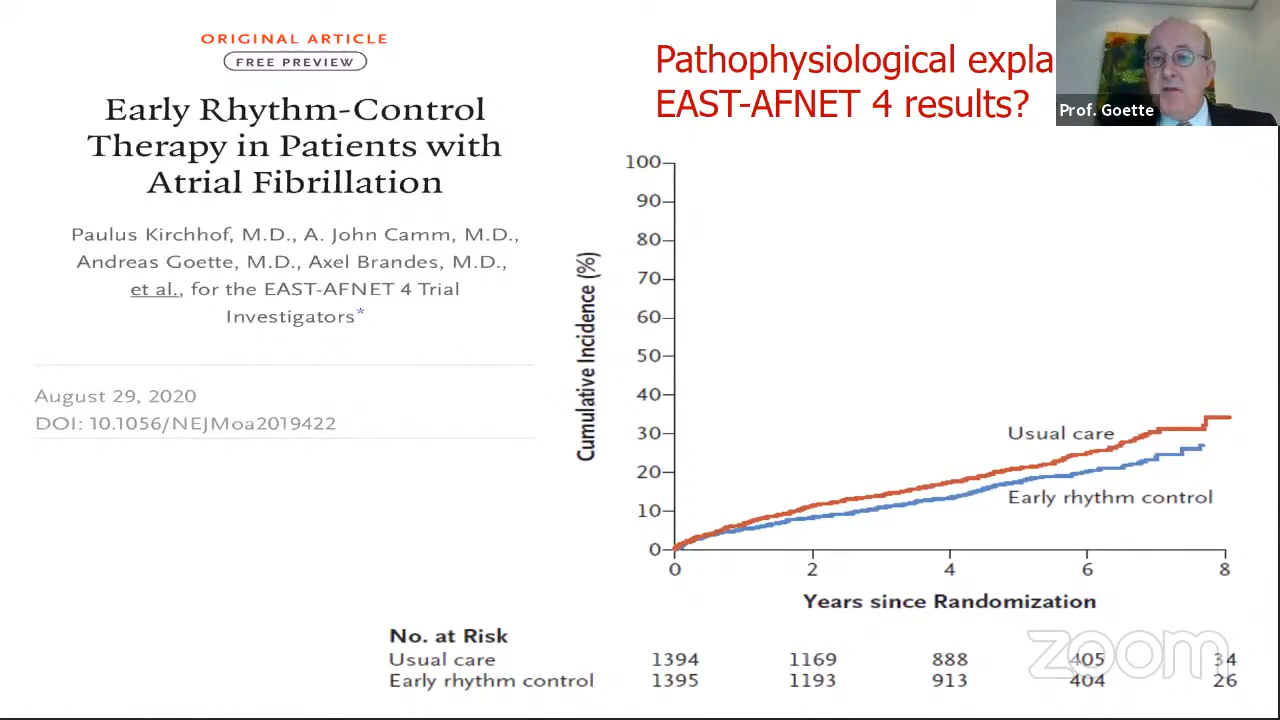 ORIGINAL ARTICLE
FREE PREVIEW
Early Rhythm-Control
Therapy in Patients with
Atrial Fibrillation
Paulus Kirchhof, M.D., A. John Camm, M.D.,
Andreas Goette, M.D., Axel Brandes, M.D.,
et al., for the EAST-AFNET 4 Trial
Investigators*
August 29, 2020
DOI: 10.1056/NEJMoa2019422
Pathophysiological expla
EAST-AFNET 4 results?
Prof. Goette
Cumulative Incidence (%)
100
90
80
70
60
50
40
30
20
10
0
Usual care
Early rhythm control
0 2 4 6 8
Years since Randomization
No. at Risk
Usual care 1394 1169 888 405 34
Early rhythm control 1395 1193 913 404 26
zoom